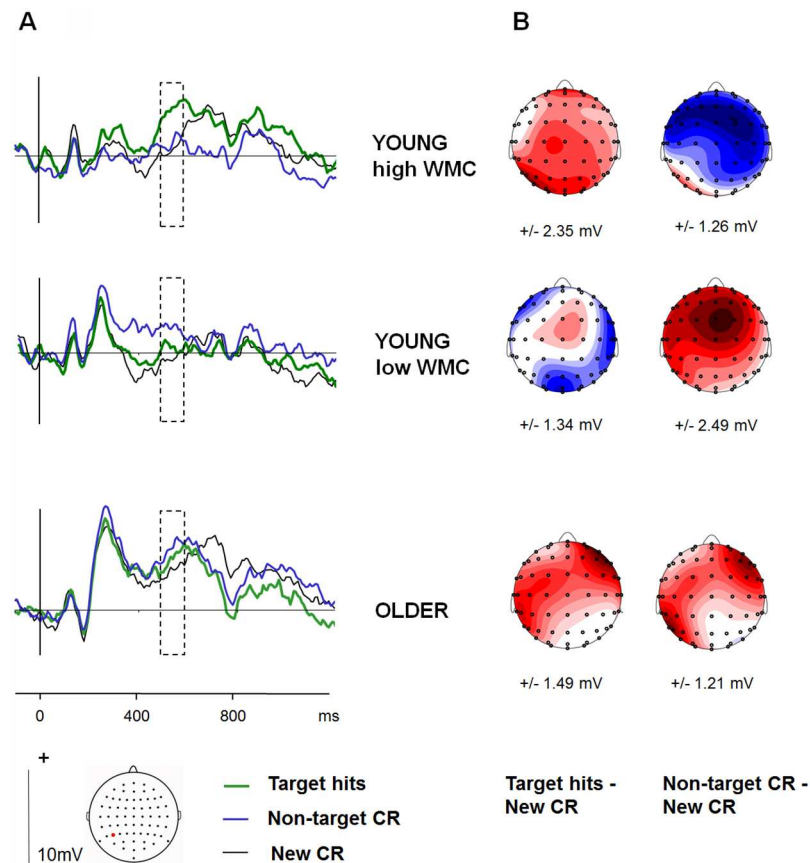 A
B
YOUNG
high WMC
+/- 2.35 mV
+/- 1.26 mV
YOUNG
low WMC
+/- 1.34 mV
+/- 2.49 mV
OLDER
+/- 1.49 mV
+/- 1.21 mV
0 400 800 ms
+
10mV
Target hits
Non-target CR
New CR
Target hits -
New CR
Non-target CR -
New CR